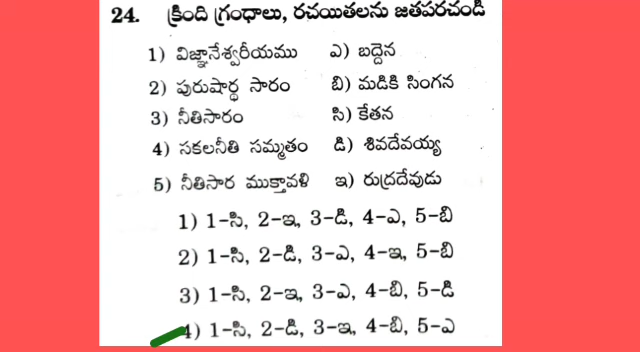 24. క్రింది గ్రంధాలు, రచయితలను జతపరచండి
1) విజ్ఞానేశ్వరీయము ఎ) బద్దెన
2) పురుషార్థ సారం బి) మడికి సింగన
3) నీతిసారం సి) కేతన
4) సకలనీతి సమ్మతం డి) శివదేవయ్య
5) నీతిసార ముక్తావళి ఇ) రుద్రదేవుడు
1) 1-సి, 2-ఇ, 3-డి, 4-ఎ, 5-బి
2) 1-సి, 2-డి, 3-ఎ, 4-ఇ, 5-బి
3) 1-సి, 2-ఇ, 3-ఎ, 4-బి, 5-డి
4) 1-సి, 2-డి, 3-ఇ, 4-బి, 5-ఎ